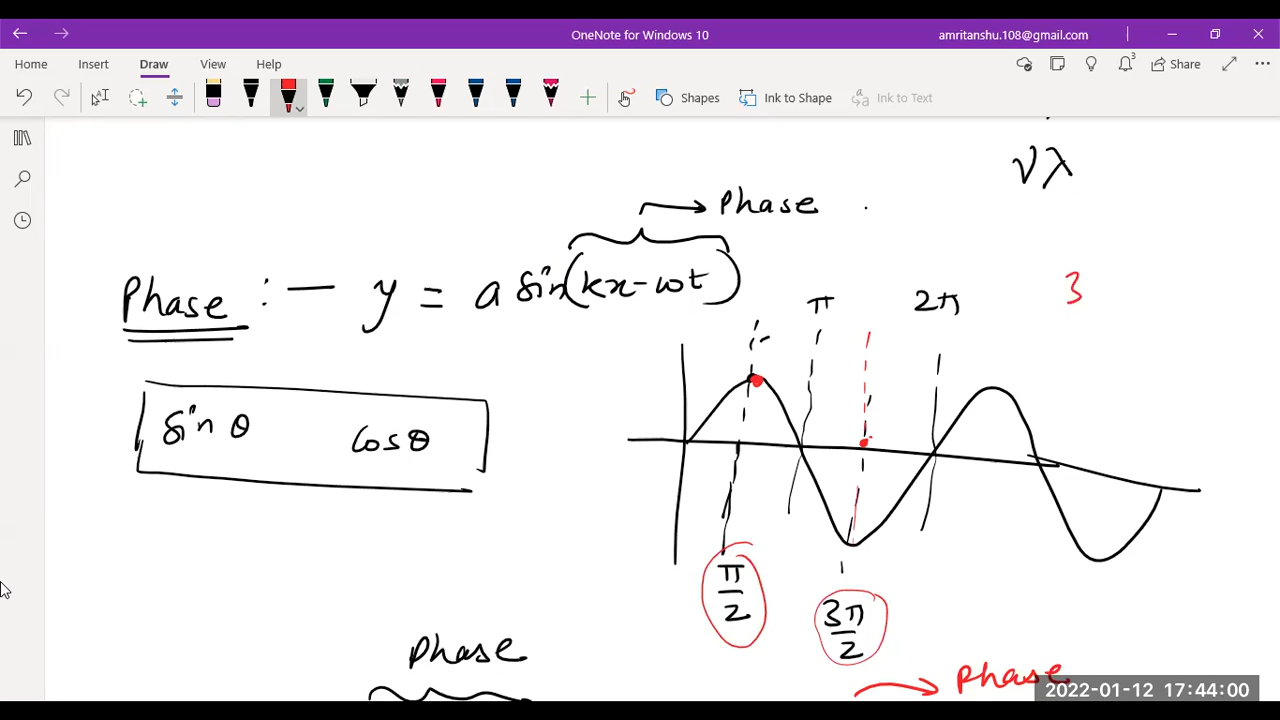 OneNote for Windows 10
amritanshu.108@gmail.com
Home Insert Draw View Help
3
Share
Shapes
Ink to Shape
Ink to Text
νλ
Phase
Phase :— y = a sin(kx-ωt)
π
2π
3
sin θ cosθ
π/2
3π/2
Phase
Phase
2022-01-12 17:44:00